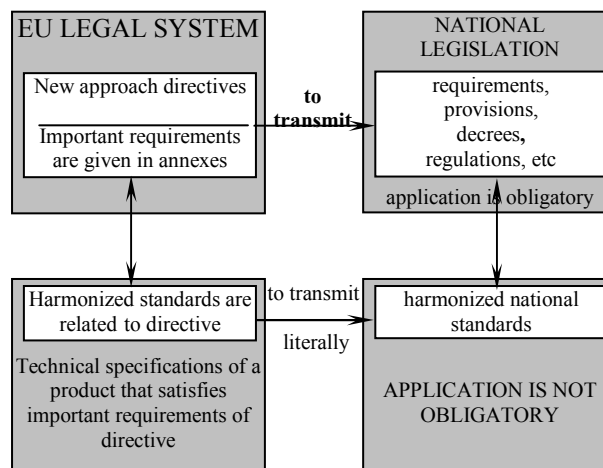 EU LEGAL SYSTEM
New approach directives
Important requirements
are given in annexes
to
transmit
NATIONAL
LEGISLATION
requirements,
provisions,
decrees,
regulations, etc
application is obligatory
Harmonized standards are
related to directive
Technical specifications of a
product that satisfies
important requirements of
directive
to transmit
literally
harmonized national
standards
APPLICATION IS NOT
OBLIGATORY